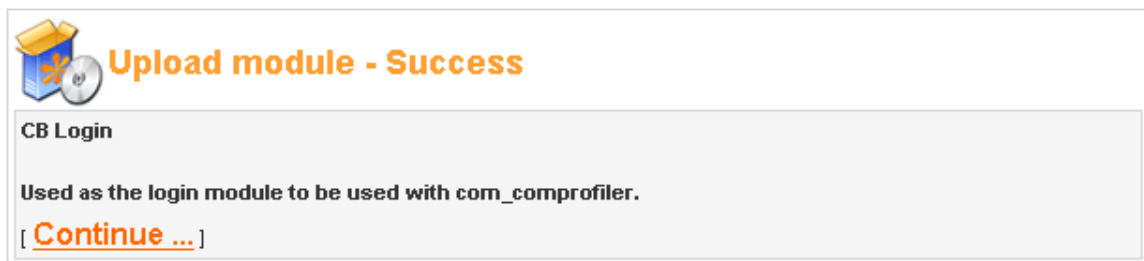 Upload module - Success
CB Login
Used as the login module to be used with com_comprofiler.
[ Continue ... ]